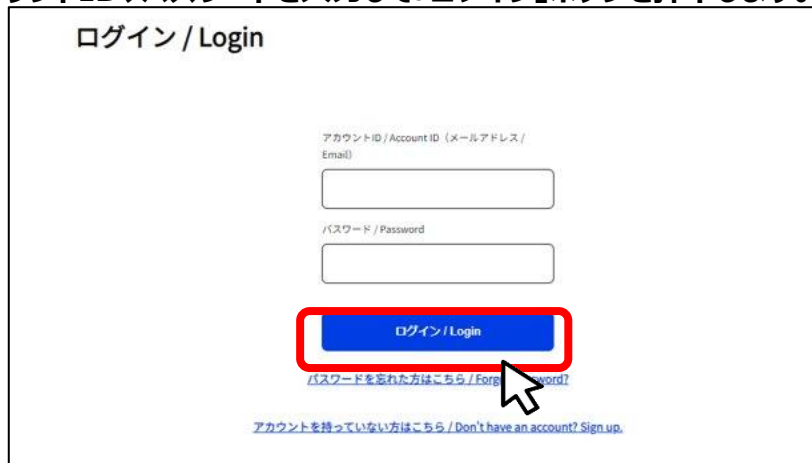 ログイン / Login
アカウントID / Account ID（メールアドレス /
Email)
パスワード / Password
ログイン / Login
パスワードを忘れた方はこちら / Forgot Password?
アカウントを持っていない方はこちら / Don't have an account? Sign up.